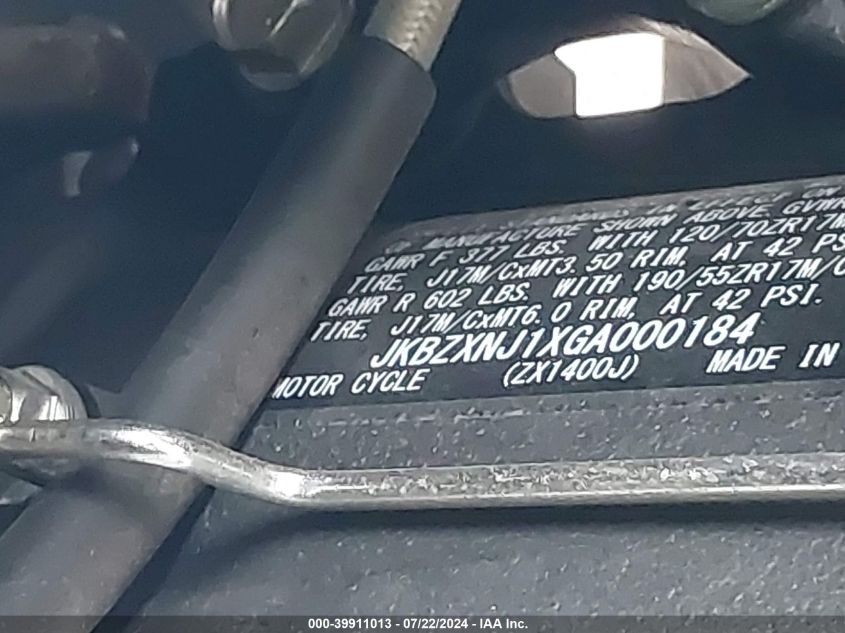 MANUFACTURE SHOWN ABOVE. GVWR
GAWR F 377 LBS. WITH 120/70ZR17M
TIRE, J17M/CxMT3.50 RIM, AT 42 PS
GAWR R 602 LBS. WITH 190/55ZR17M/C
TIRE, J17M/CxMT6.0 RIM, AT 42 PSI.
JKBZXNJ1XGA000184
MOTOR CYCLE (ZX1400J) MADE IN
000-39911013 - 07/22/2024 - IAA Inc.